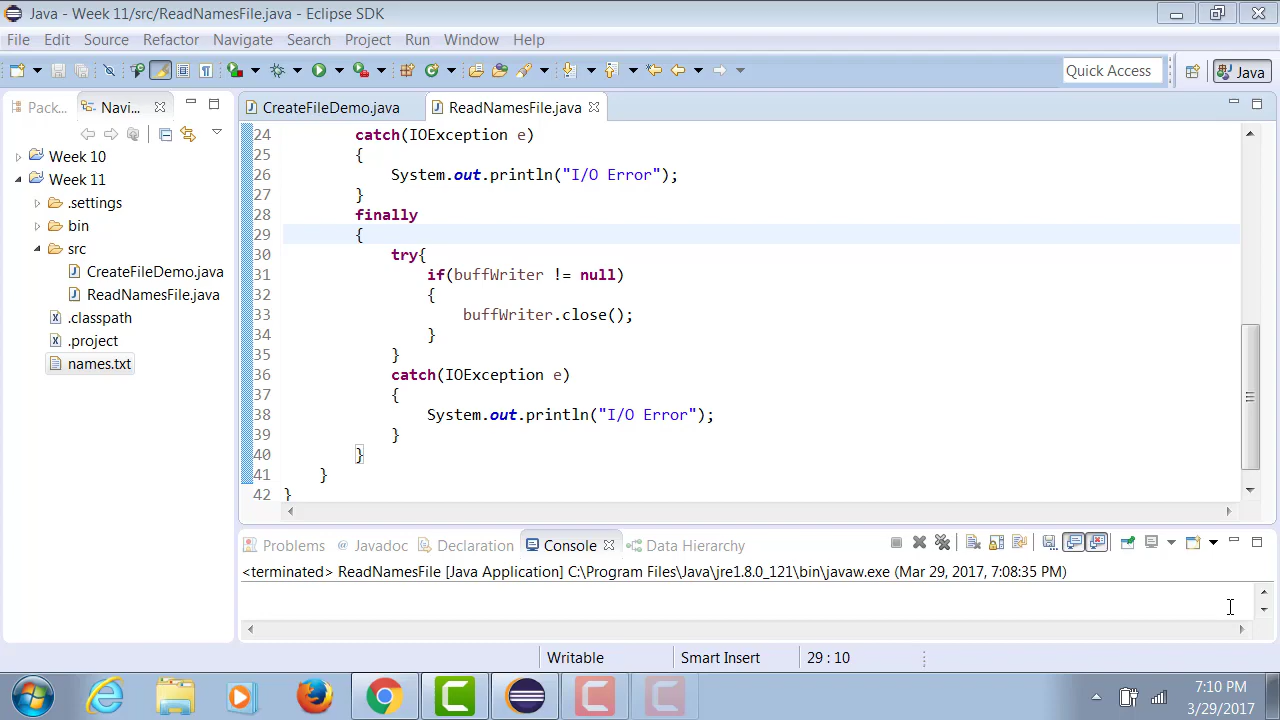 Java - Week 11/src/ReadNamesFile.java - Eclipse SDK
File Edit Source Refactor Navigate Search Project Run Window Help
Quick Access Java
Pack... Navi... CreateFileDemo.java ReadNamesFile.java
Week 10
Week 11
.settings
bin
src
CreateFileDemo.java
ReadNamesFile.java
.classpath
.project
names.txt
24 catch(IOException e)
25 {
26 System.out.println("I/O Error");
27 }
28 finally
29 {
30 try{
31 if(buffWriter != null)
32 {
33 buffWriter.close();
34 }
35 }
36 catch(IOException e)
37 {
38 System.out.println("I/O Error");
39 }
40 }
41 }
42 }
Problems @ Javadoc Declaration Console Data Hierarchy
<terminated> ReadNamesFile [Java Application] C:\Program Files\Java\jre1.8.0_121\bin\javaw.exe (Mar 29, 2017, 7:08:35 PM)
Writable Smart Insert 29 : 10
7:10 PM
3/29/2017